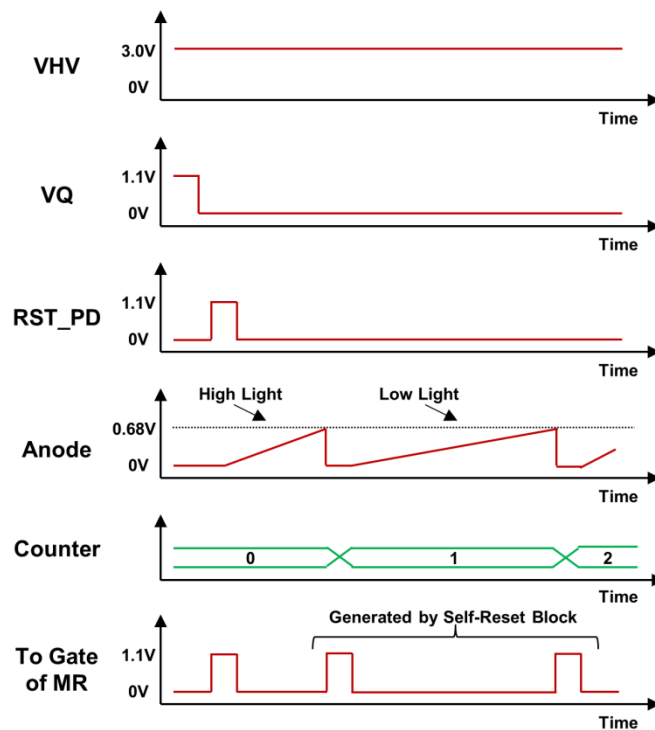 VHV
3.0V
0V
Time
VQ
1.1V
0V
Time
RST_PD
1.1V
0V
Time
High Light
Low Light
Anode
0.68V
0V
Time
Counter
0
1
2
Time
Generated by Self-Reset Block
To Gate
of MR
1.1V
0V
Time